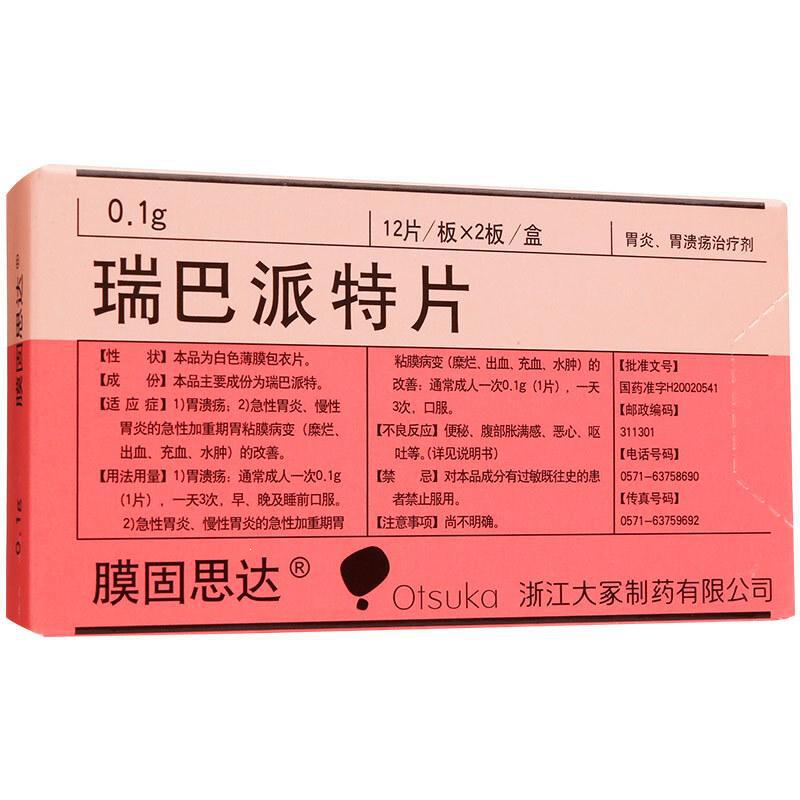 0.1g
12片/板×2板/盒
胃炎、胃溃疡治疗剂
瑞巴派特片
【性 状】本品为白色薄膜包衣片。
【成 份】本品主要成份为瑞巴派特。
【适应症】1)胃溃疡；2)急性胃炎、慢性
胃炎的急性加重期胃粘膜病变（糜烂、
出血、充血、水肿）的改善。
【用法用量】1)胃溃疡：通常成人一次0.1g
（1片），一天3次，早、晚及睡前口服。
2)急性胃炎、慢性胃炎的急性加重期胃
粘膜病变（糜烂、出血、充血、水肿）的
改善：通常成人一次0.1g（1片），一天
3次，口服。
【不良反应】便秘、腹部胀满感、恶心、呕
吐等。（详见说明书）
【禁 忌】对本品成分有过敏既往史的患
者禁止服用。
【注意事项】尚不明确。
【批准文号】
国药准字H20020541
【邮政编码】
311301
【电话号码】
0571-63758690
【传真号码】
0571-63759692
膜固思达®
Otsuka
浙江大冢制药有限公司
膜固思达®
0.1g